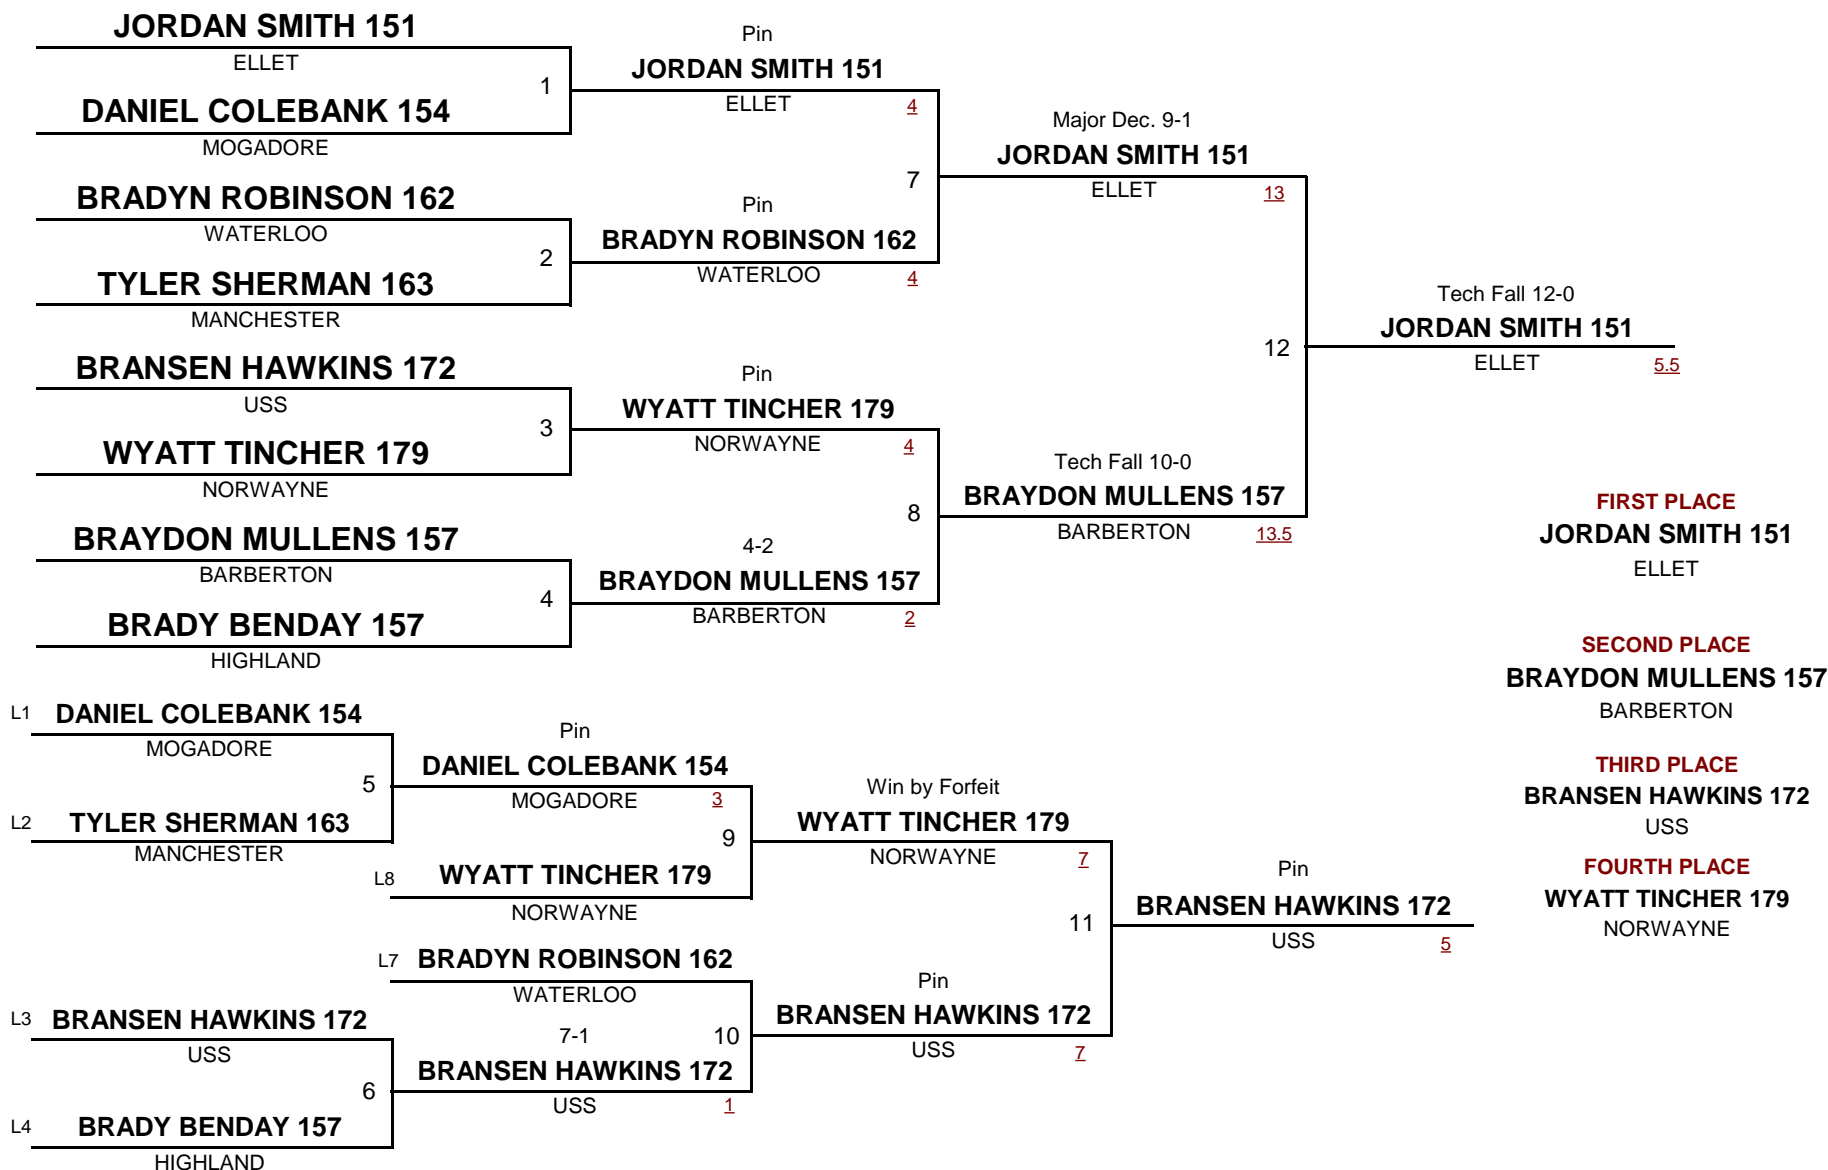 JORDAN SMITH 151
ELLET
1
DANIEL COLEBANK 154
MOGADORE
BRADYN ROBINSON 162
WATERLOO
2
TYLER SHERMAN 163
MANCHESTER
BRANSEN HAWKINS 172
USS
3
WYATT TINCHER 179
NORWAYNE
BRAYDON MULLENS 157
BARBERTON
4
BRADY BENDAY 157
HIGHLAND
Pin
JORDAN SMITH 151
ELLET 4
7
Pin
BRADYN ROBINSON 162
WATERLOO 4
Pin
WYATT TINCHER 179
NORWAYNE 4
8
4-2
BRAYDON MULLENS 157
BARBERTON 2
Major Dec. 9-1
JORDAN SMITH 151
ELLET 13
12
Tech Fall 10-0
BRAYDON MULLENS 157
BARBERTON 13.5
Tech Fall 12-0
JORDAN SMITH 151
ELLET 5.5
FIRST PLACE
JORDAN SMITH 151
ELLET
SECOND PLACE
BRAYDON MULLENS 157
BARBERTON
THIRD PLACE
BRANSEN HAWKINS 172
USS
FOURTH PLACE
WYATT TINCHER 179
NORWAYNE
L1 DANIEL COLEBANK 154
MOGADORE
5
L2 TYLER SHERMAN 163
MANCHESTER
L3 BRANSEN HAWKINS 172
USS
6
L4 BRADY BENDAY 157
HIGHLAND
Pin
DANIEL COLEBANK 154
MOGADORE 3
9
L8 WYATT TINCHER 179
NORWAYNE
L7 BRADYN ROBINSON 162
WATERLOO
10
7-1
BRANSEN HAWKINS 172
USS 1
Win by Forfeit
WYATT TINCHER 179
NORWAYNE 7
11
Pin
BRANSEN HAWKINS 172
USS 7
Pin
BRANSEN HAWKINS 172
USS 5